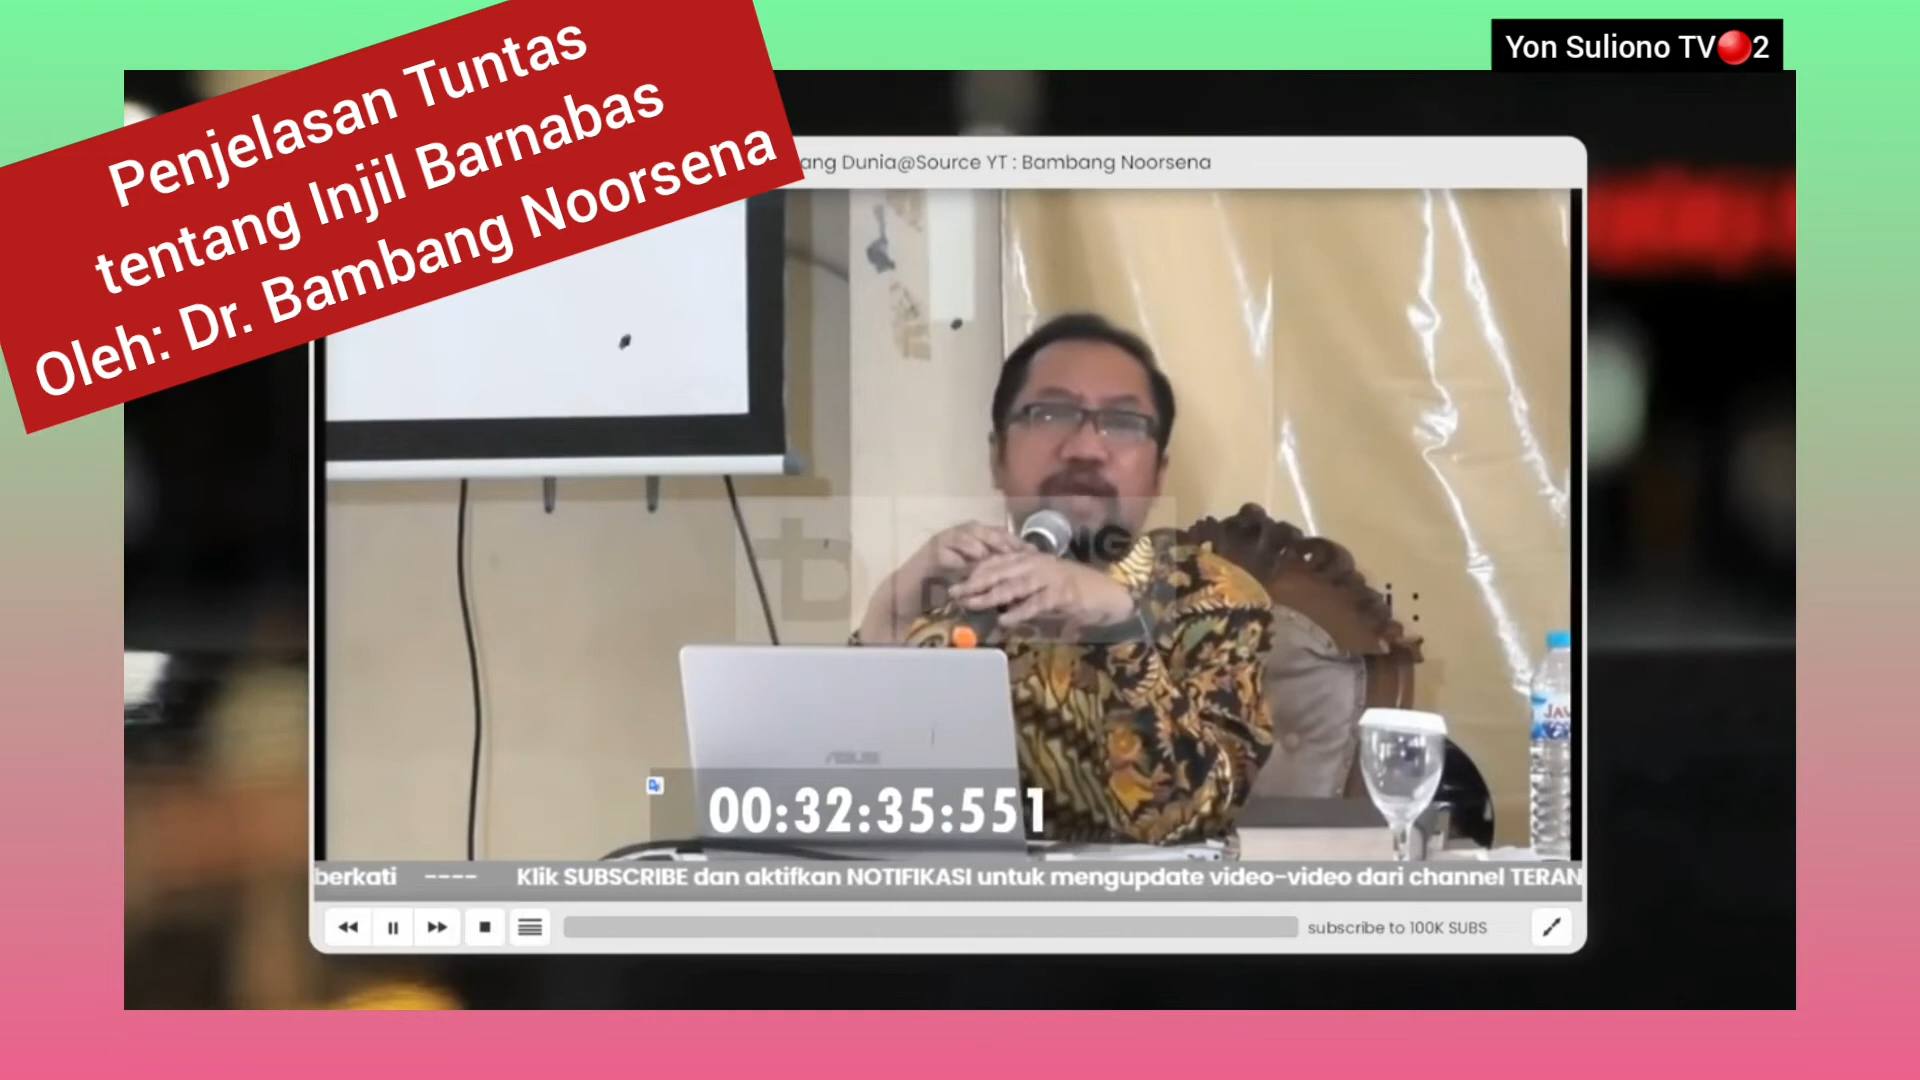 Yon Suliono TV🔴2
Penjelasan Tuntas
tentang Injil Barnabas
Oleh: Dr. Bambang Noorsena
ang Dunia@Source YT : Bambang Noorsena
ASUS
00:32:35:551
berkati ---- Klik SUBSCRIBE dan aktifkan NOTIFIKASI untuk mengupdate video-video dari channel TERAN
subscribe to 100K SUBS